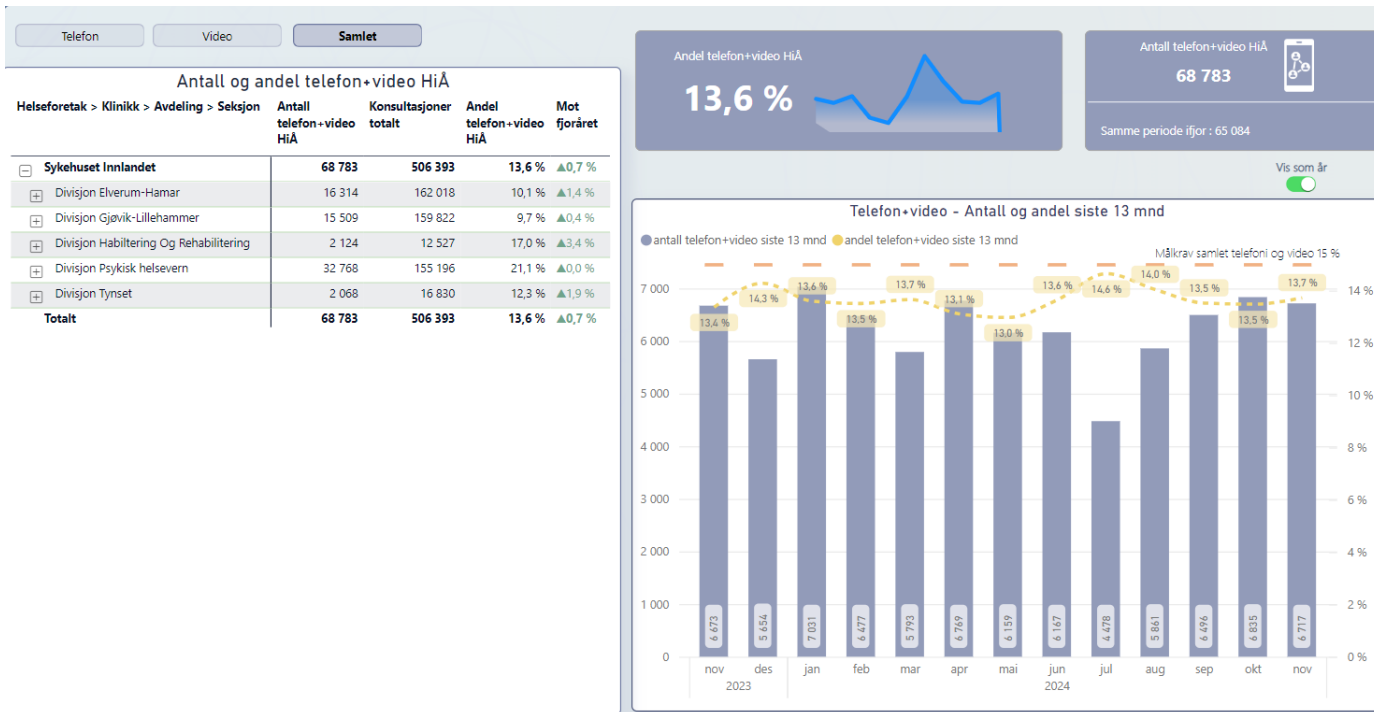 Telefon
Video
Samlet
Antall og andel telefon+video HiÅ
Helseforetak > Klinikk > Avdeling > Seksjon
Antall telefon+video HiÅ
Konsultasjoner totalt
Andel telefon+video HiÅ
Mot fjoråret
Sykehuset Innlandet 68 783 506 393 13,6 % ▲0,7 %
Divisjon Elverum-Hamar 16 314 162 018 10,1 % ▲1,4 %
Divisjon Gjøvik-Lillehammer 15 509 159 822 9,7 % ▲0,4 %
Divisjon Habiltering Og Rehabilitering 2 124 12 527 17,0 % ▲3,4 %
Divisjon Psykisk helsevern 32 768 155 196 21,1 % ▲0,0 %
Divisjon Tynset 2 068 16 830 12,3 % ▲1,9 %
Totalt 68 783 506 393 13,6 % ▲0,7 %
Andel telefon+video HiÅ
13,6 %
Antall telefon+video HiÅ
68 783
Samme periode ifjor : 65 084
Vis som år
Telefon+video - Antall og andel siste 13 mnd
antall telefon+video siste 13 mnd andel telefon+video siste 13 mnd
Målkrav samlet telefoni og video 15 %
7 000
6 000
5 000
4 000
3 000
2 000
1 000
0
13,4 %
14,3 %
13,6 %
13,5 %
13,7 %
13,1 %
13,0 %
13,6 %
14,6 %
14,0 %
13,5 %
13,5 %
13,7 %
14 %
12 %
10 %
8 %
6 %
4 %
2 %
0 %
6 673
5 654
7 031
6 477
5 793
6 769
6 159
6 167
4 478
5 861
6 496
6 835
6 717
nov des jan feb mar apr mai jun jul aug sep okt nov
2023 2024